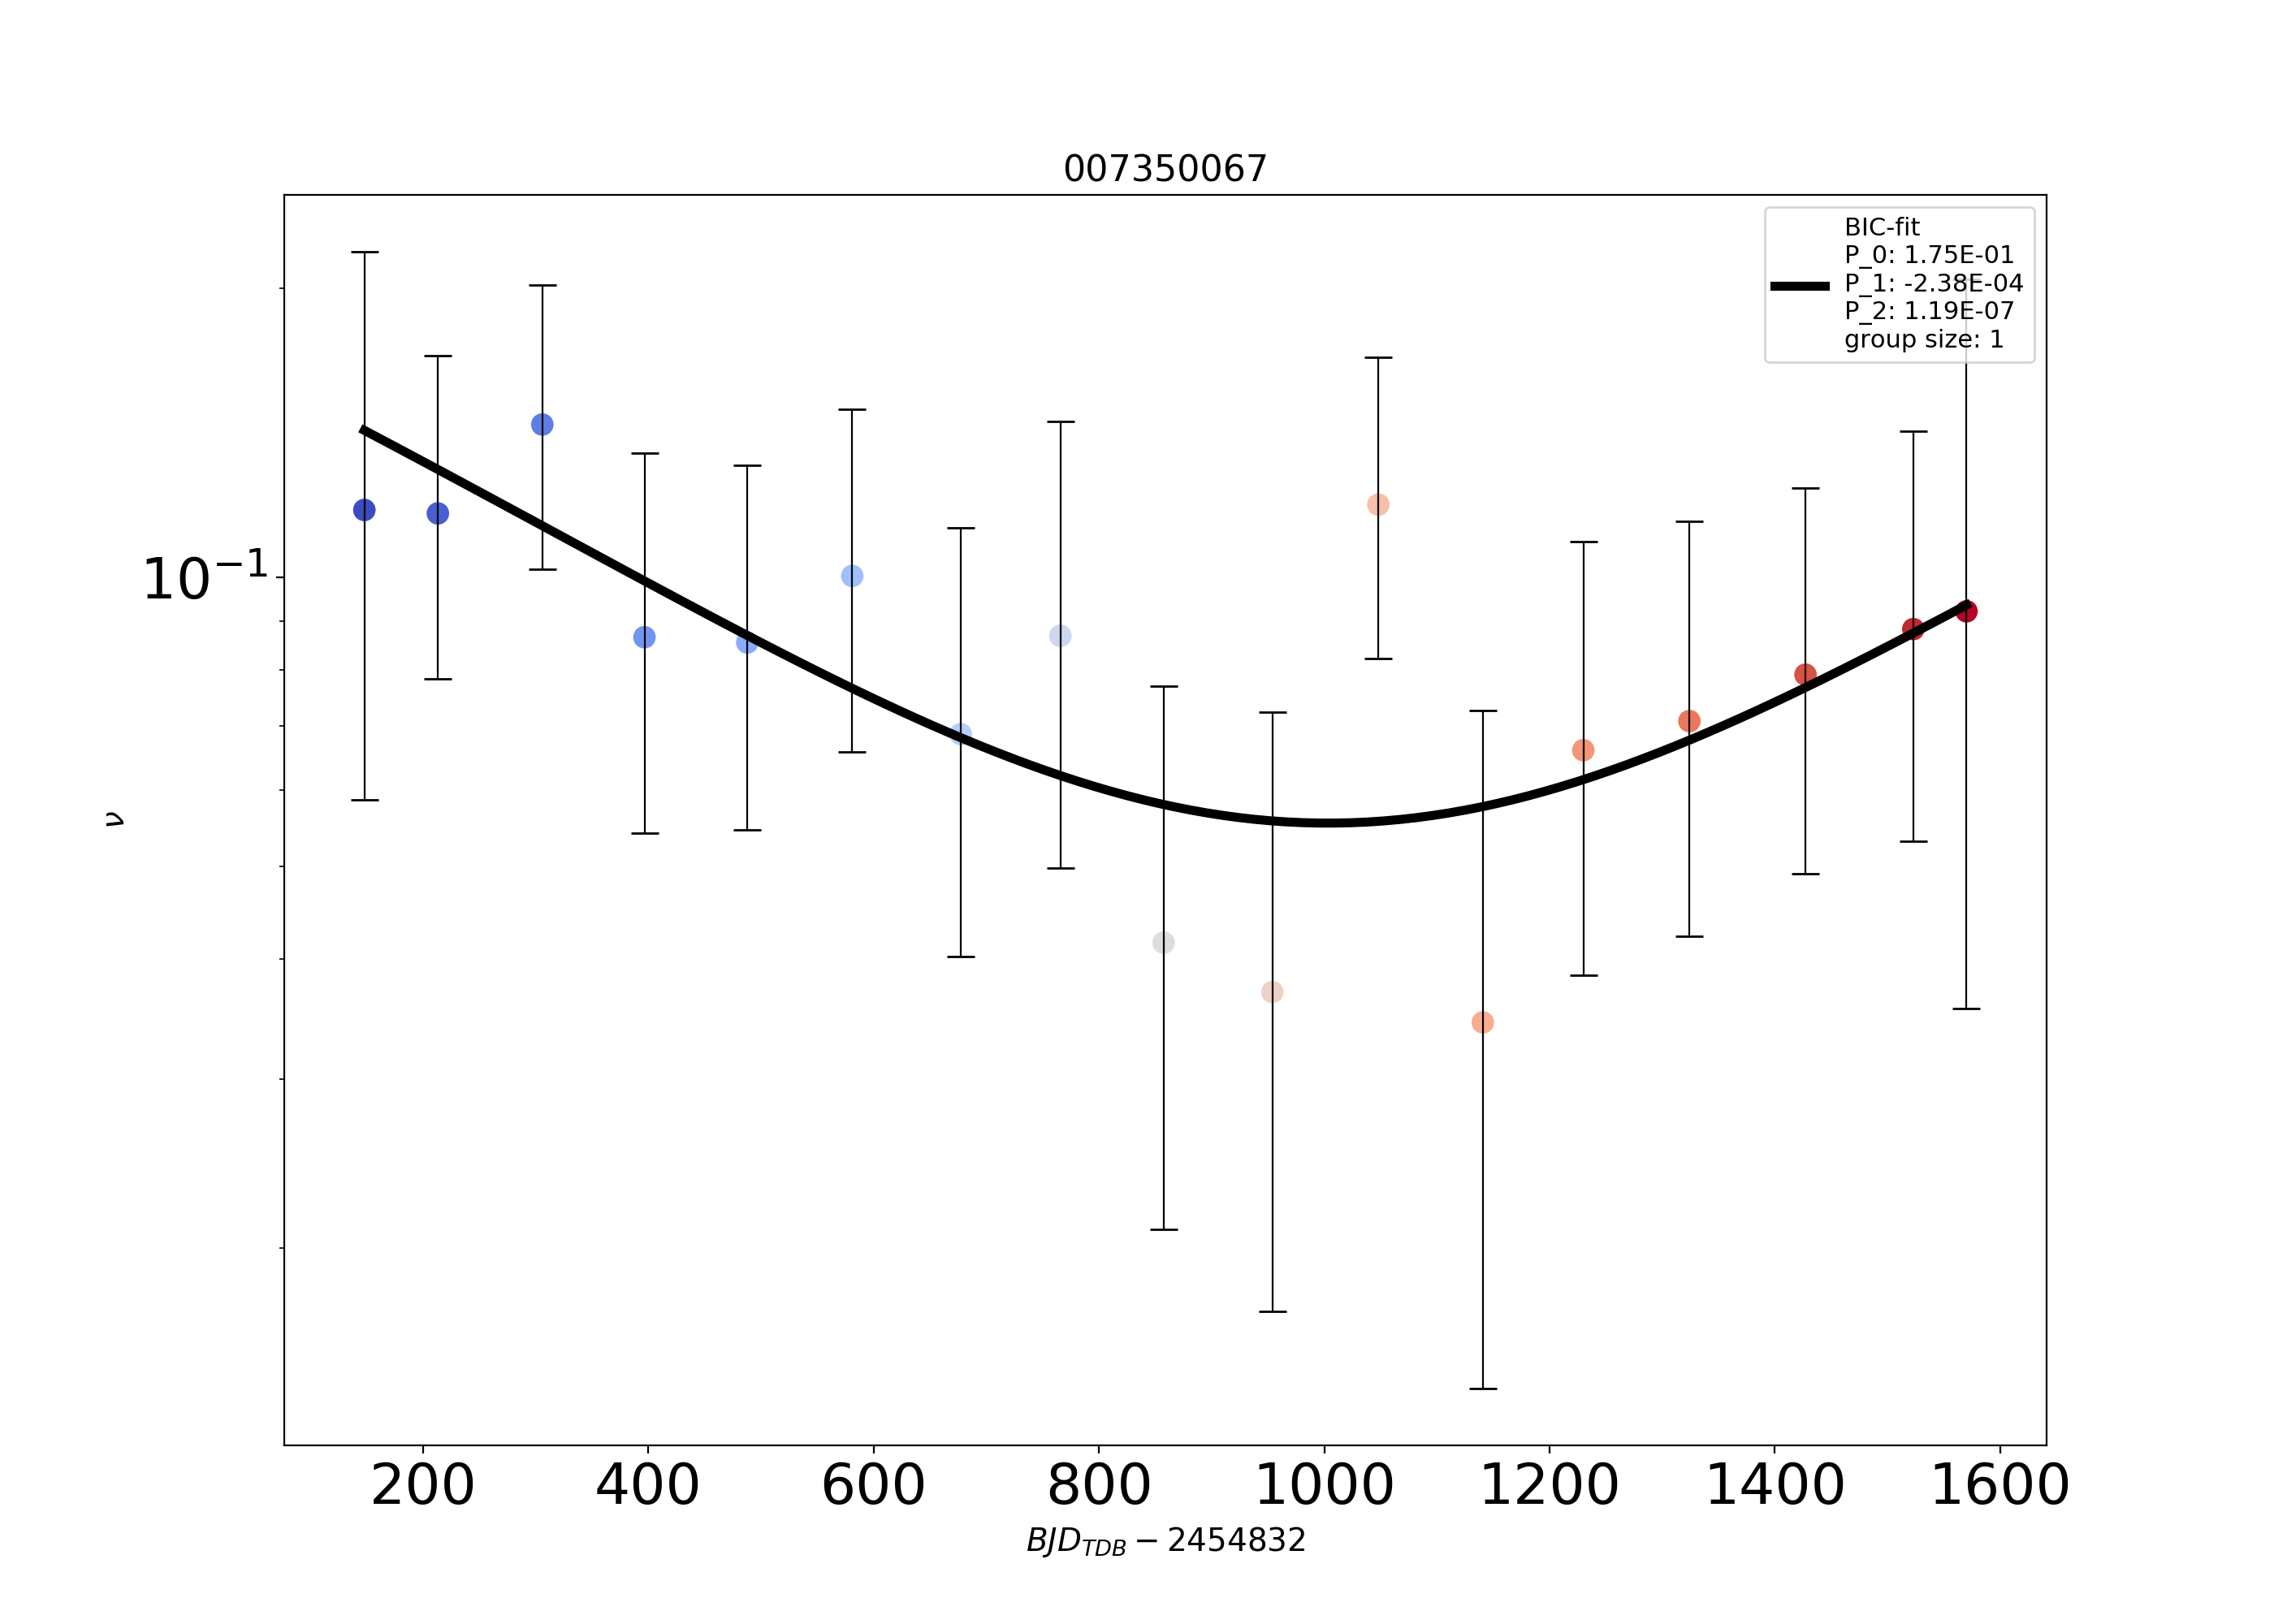 007350067
BIC-fit
P_0: 1.75E-01
P_1: -2.38E-04
P_2: 1.19E-07
group size: 1
10⁻¹
ν
200 400 600 800 1000 1200 1400 1600
BJD_TDB − 2454832